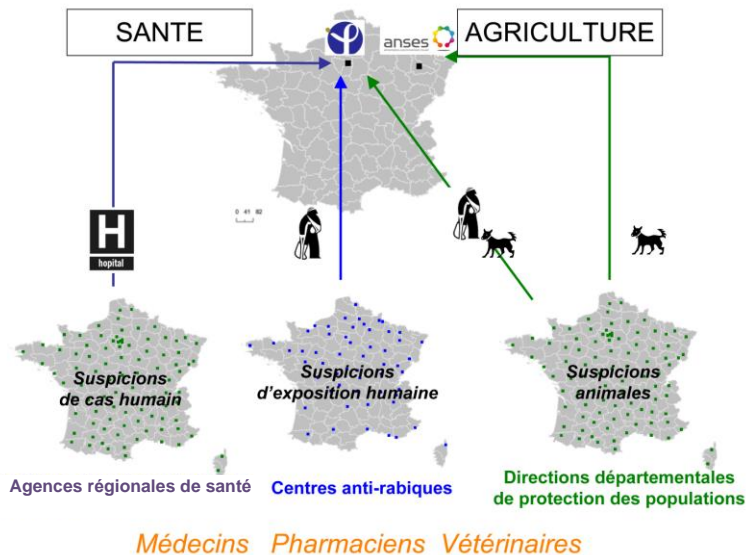 SANTE
anses
AGRICULTURE
0 41 82
H
hopital
Suspicions
de cas humain
Suspicions
d'exposition humaine
Suspicions
animales
Agences régionales de santé
Centres anti-rabiques
Directions départementales
de protection des populations
Médecins Pharmaciens Vétérinaires